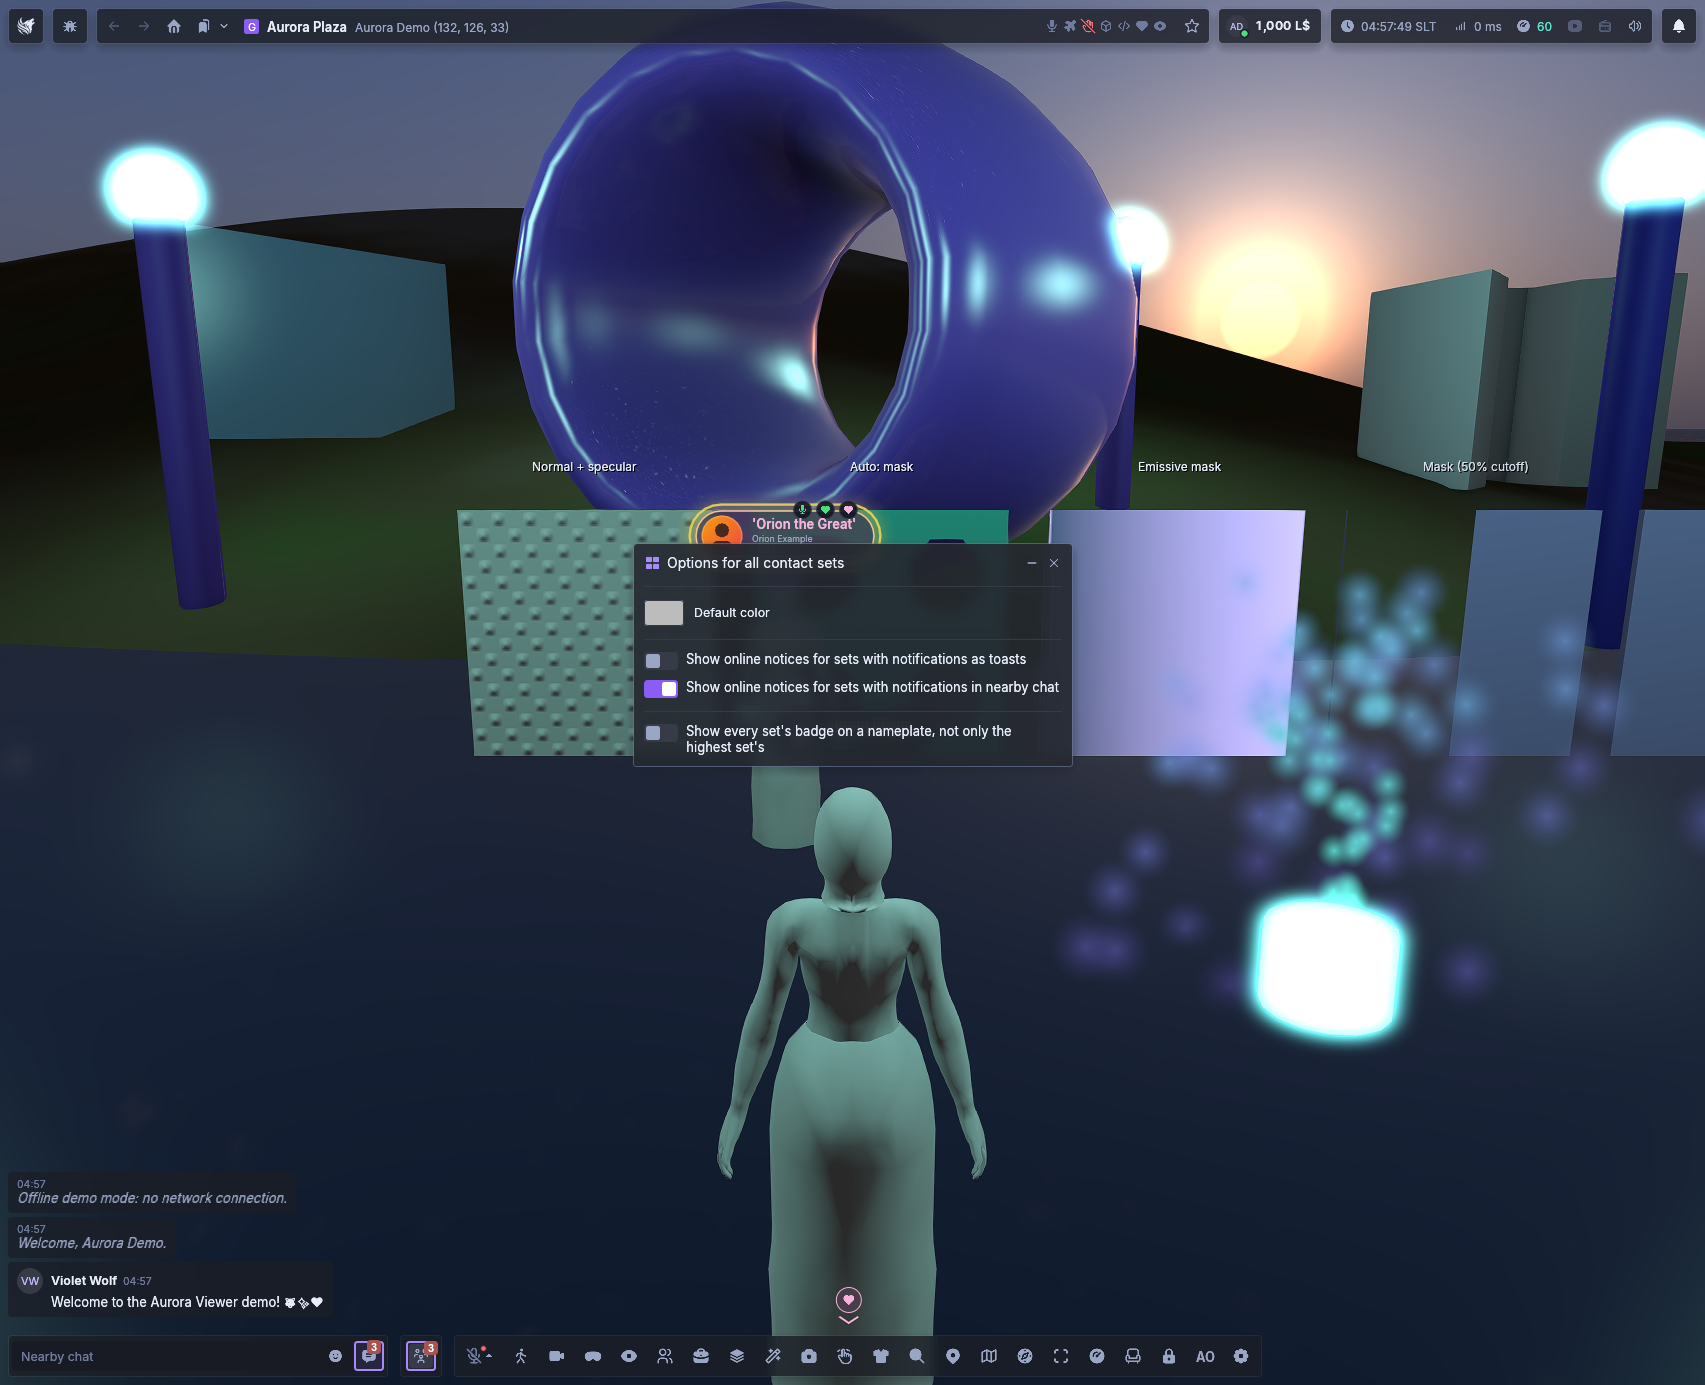 G Aurora Plaza Aurora Demo (132, 126, 33)
AD 1,000 L$
04:57:49 SLT 0 ms 60
Normal + specular
Auto: mask
Emissive mask
Mask (50% cutoff)
'Orion the Great'
Orion Example
Options for all contact sets
Default color
Show online notices for sets with notifications as toasts
Show online notices for sets with notifications in nearby chat
Show every set's badge on a nameplate, not only the
highest set's
04:57
Offline demo mode: no network connection.
04:57
Welcome, Aurora Demo.
VW Violet Wolf 04:57
Welcome to the Aurora Viewer demo!
Nearby chat 3 3 AO